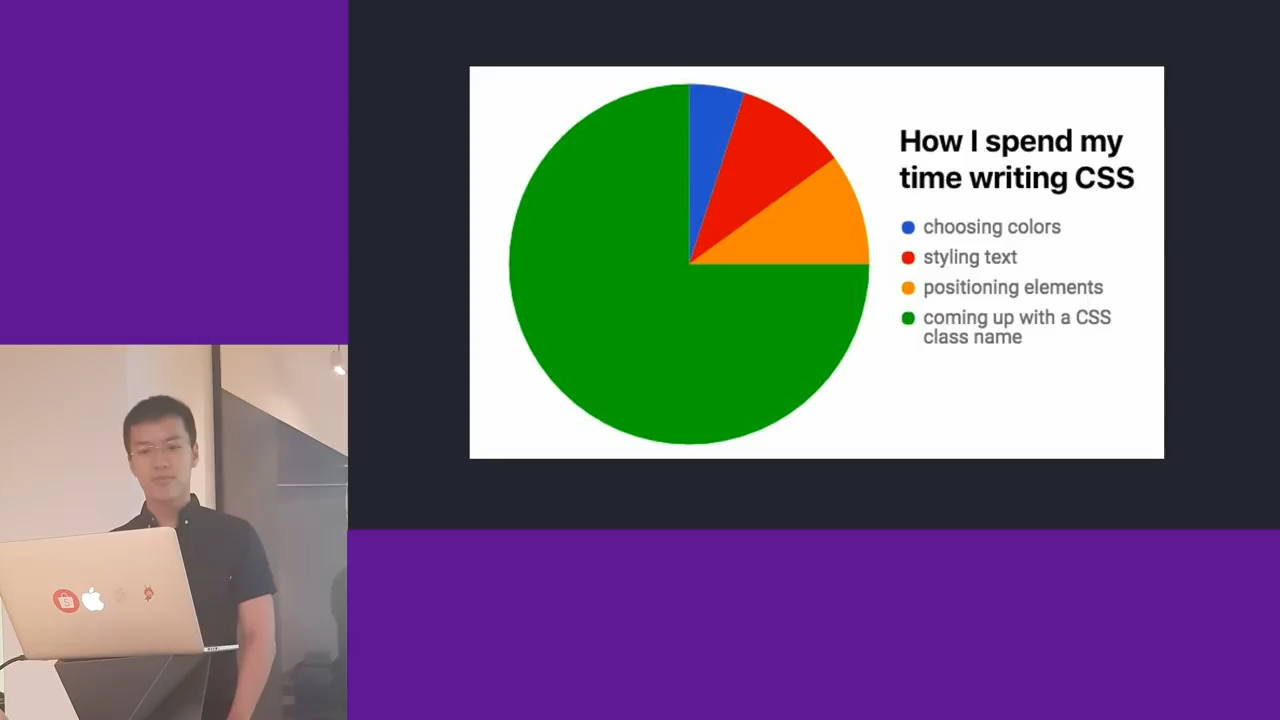 How I spend my
time writing CSS
choosing colors
styling text
positioning elements
coming up with a CSS
class name